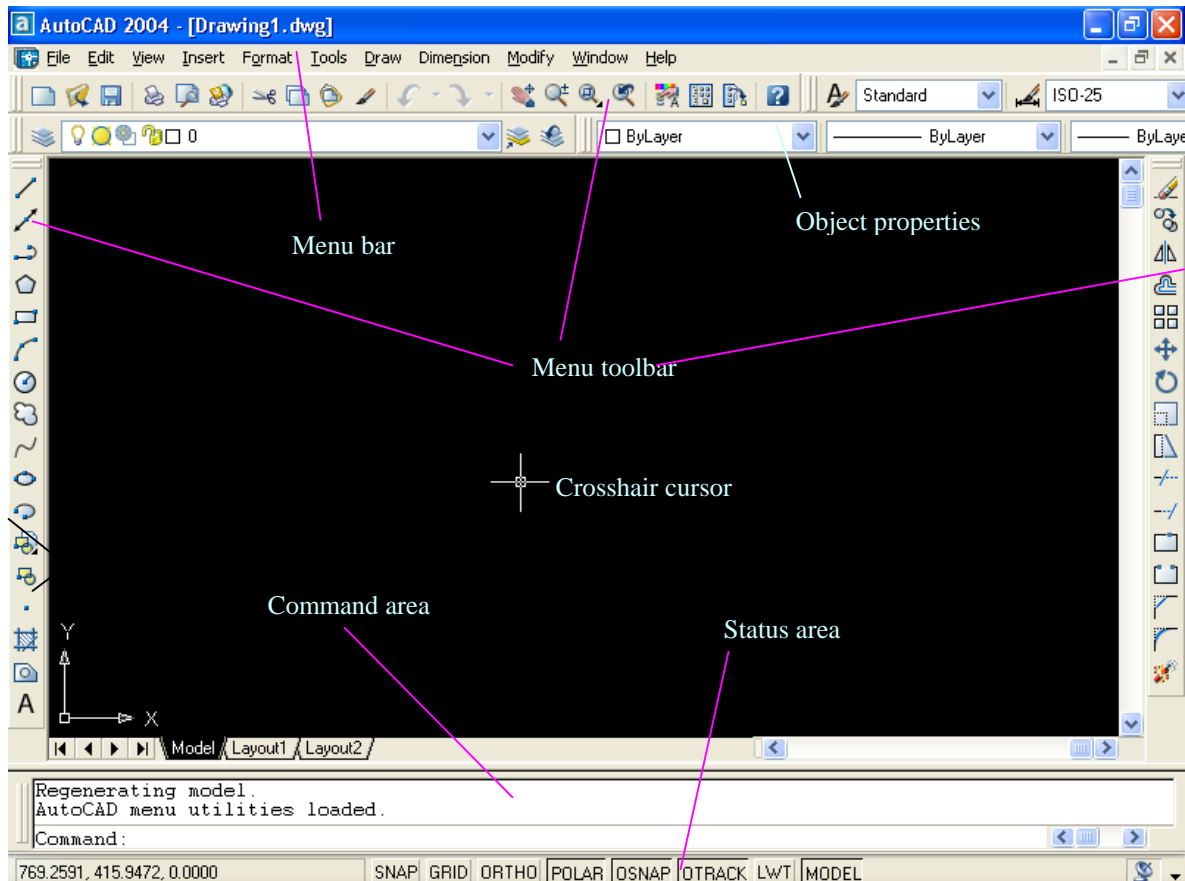 AutoCAD 2004 - [Drawing1.dwg]
File Edit View Insert Format Tools Draw Dimension Modify Window Help
Standard ISO-25
0 ByLayer ByLayer ByLaye
Object properties
Menu bar
Menu toolbar
Crosshair cursor
Command area
Status area
Y
X
A
Model Layout1 Layout2
Regenerating model.
AutoCAD menu utilities loaded.
Command:
769.2591, 415.9472, 0.0000 SNAP GRID ORTHO POLAR OSNAP OTRACK LWT MODEL